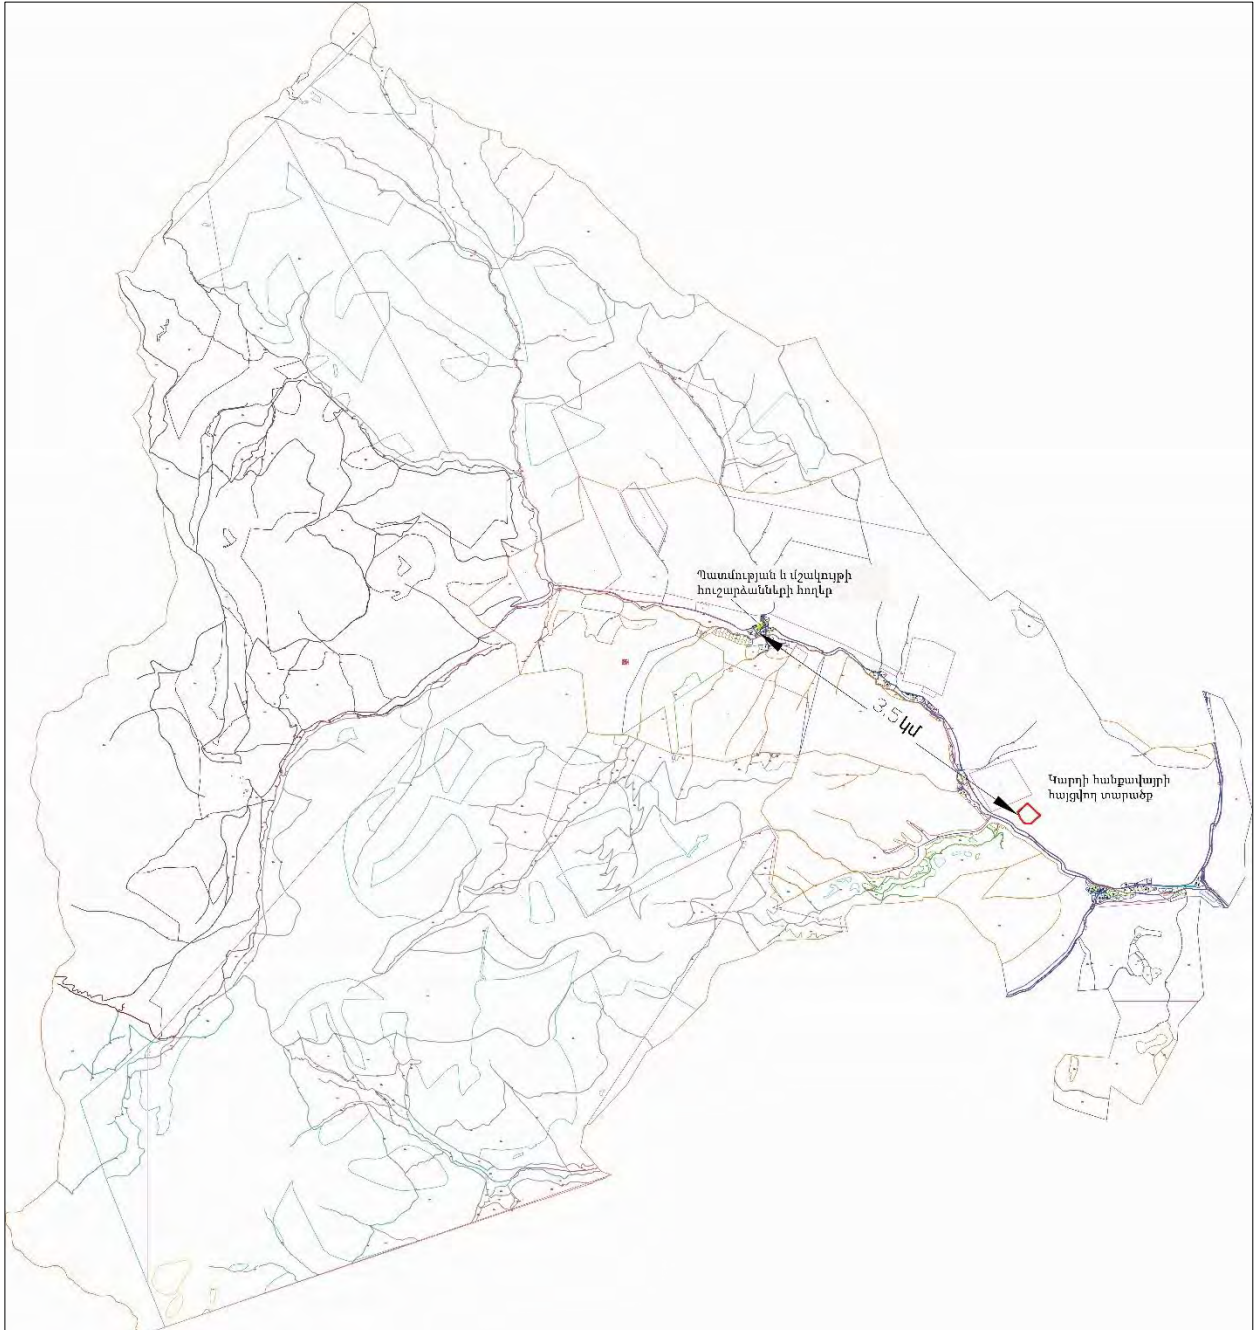 Պատմության և մշակույթի
հուշարձանների հողեր
3.5կմ
Կարդի հանքավայրի
հայցվող տարածք